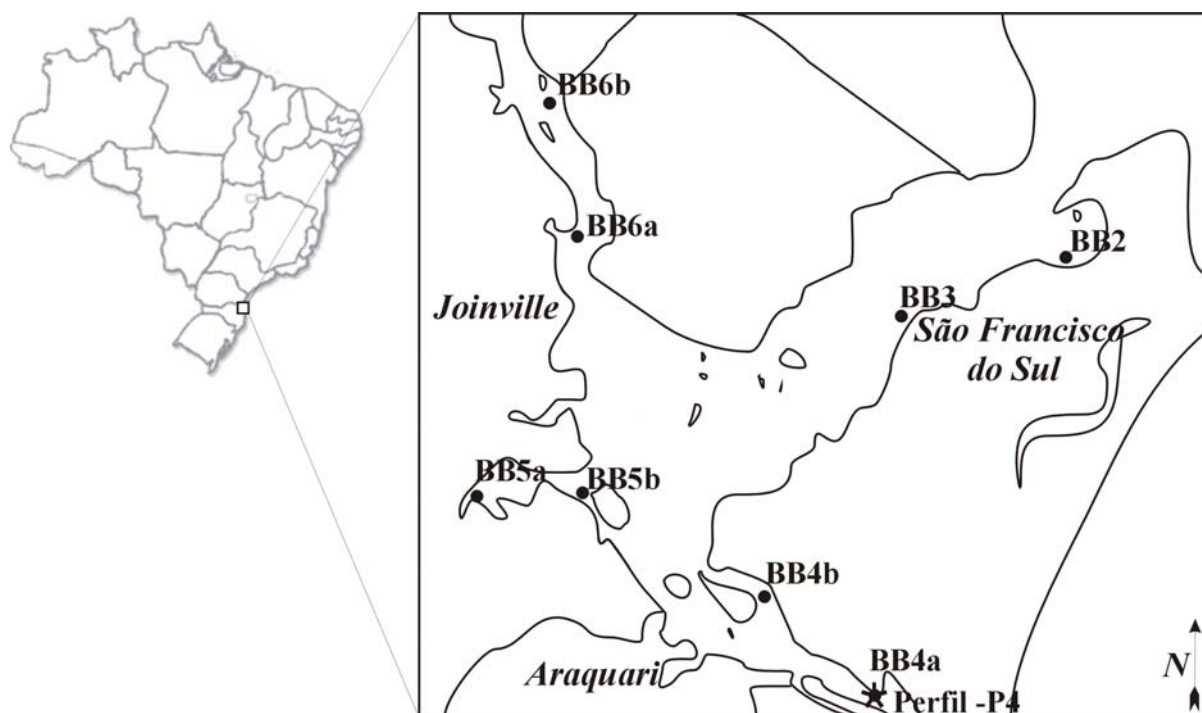 BB6b
BB6a
BB2
Joinville
BB3
São Francisco
do Sul
BB5a
BB5b
BB4b
BB4a
Araquari
Perfil -P4
N